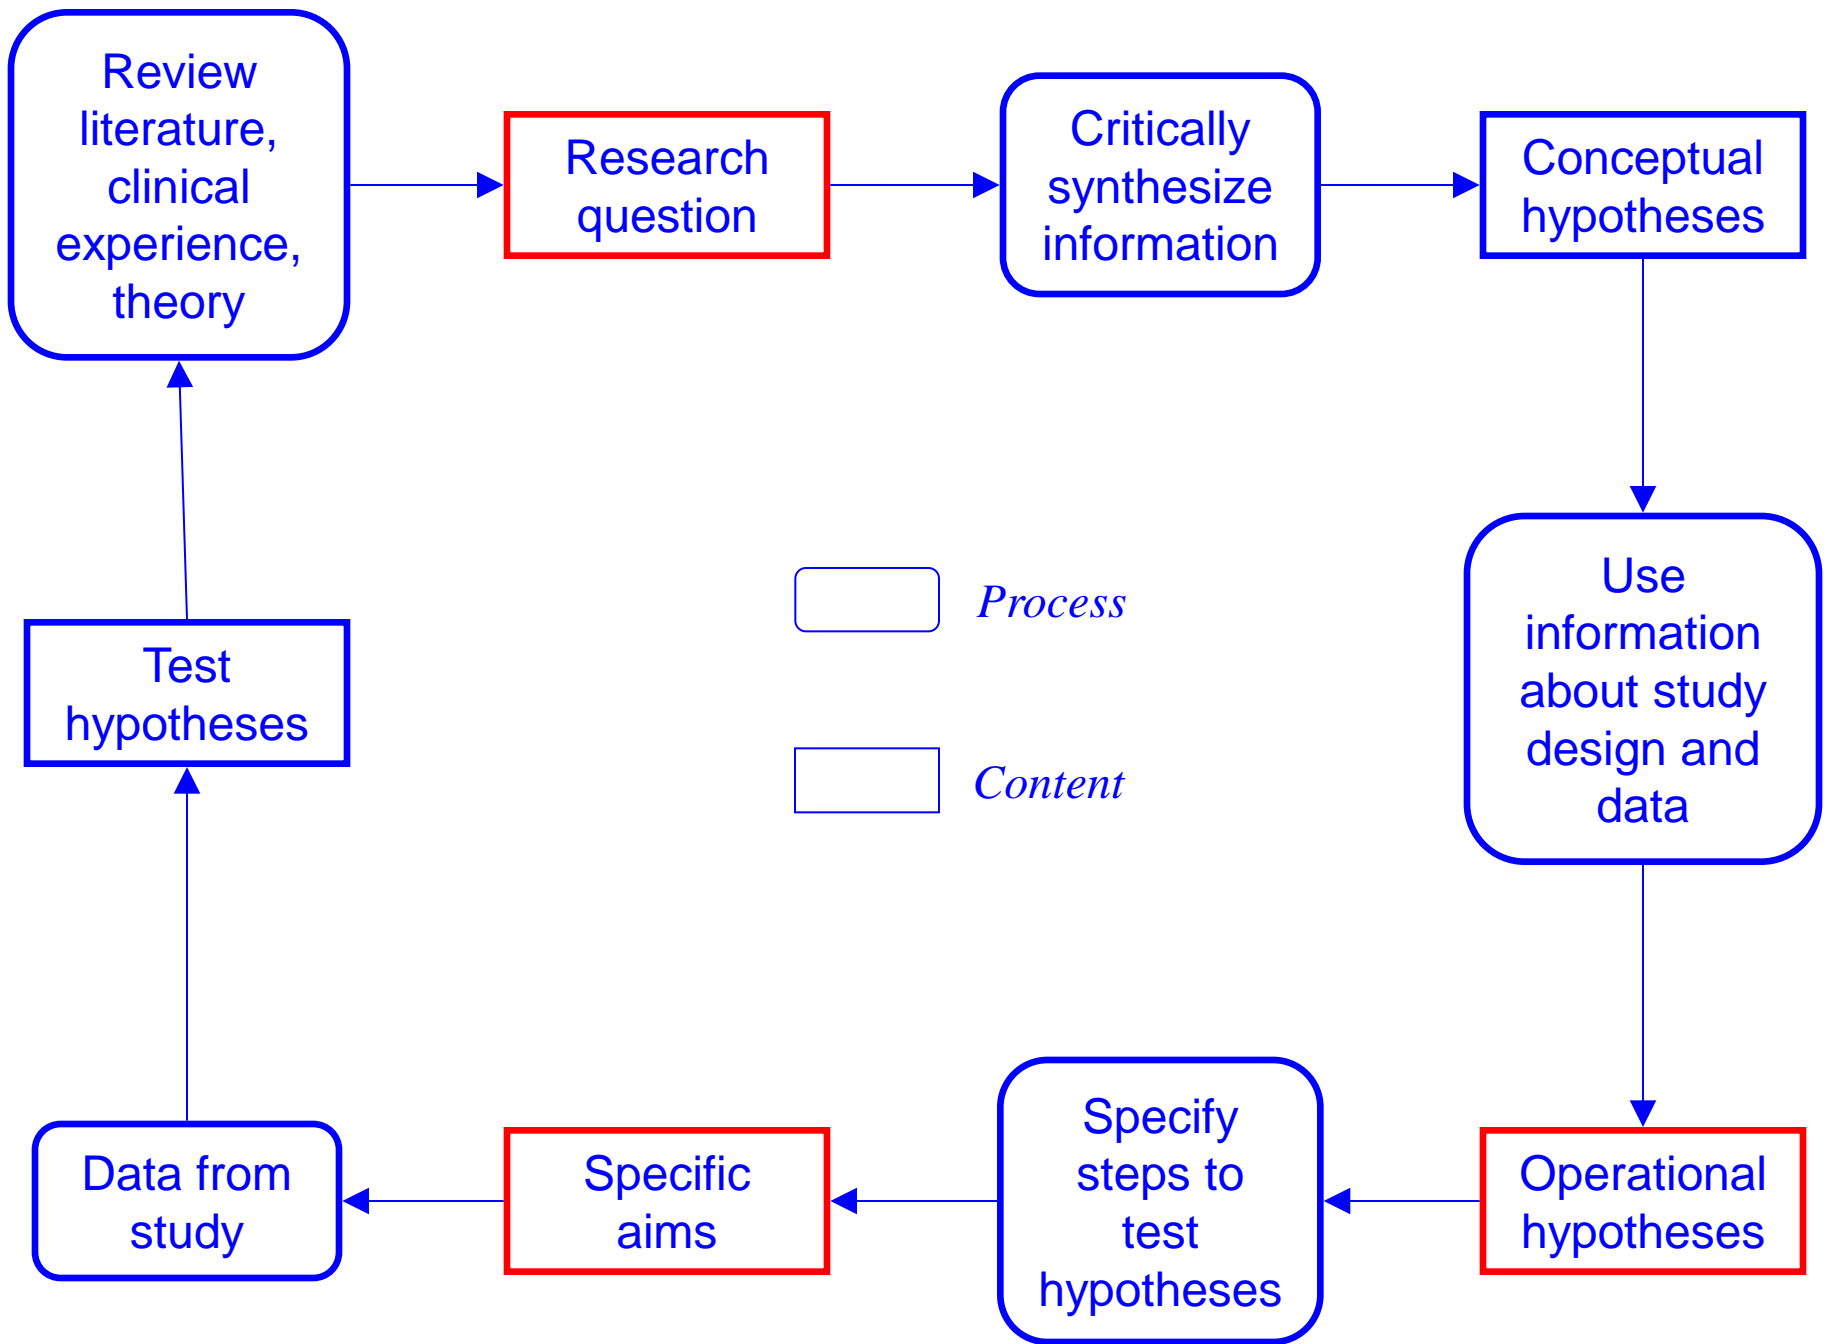 Review
literature,
clinical
experience,
theory
Research
question
Critically
synthesize
information
Conceptual
hypotheses
Use
information
about study
design and
data
Process
Content
Test
hypotheses
Data from
study
Specific
aims
Specify
steps to
test
hypotheses
Operational
hypotheses